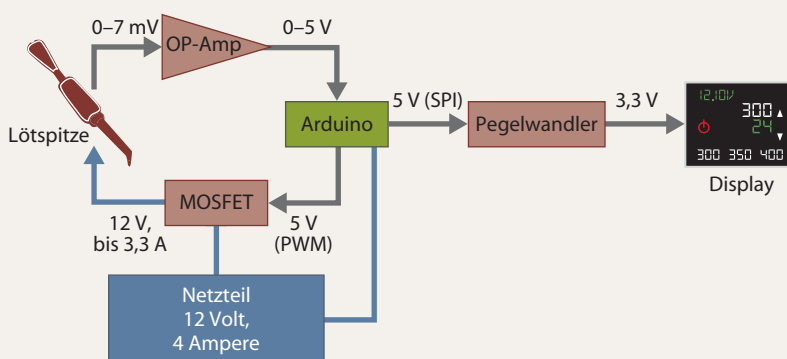 0–7 mV
OP-Amp
0–5 V
Lötspitze
Arduino
5 V (SPI)
Pegelwandler
3,3 V
12,10V
300
24
300 350 400
Display
MOSFET
12 V,
bis 3,3 A
5 V
(PWM)
Netzteil
12 Volt,
4 Ampere